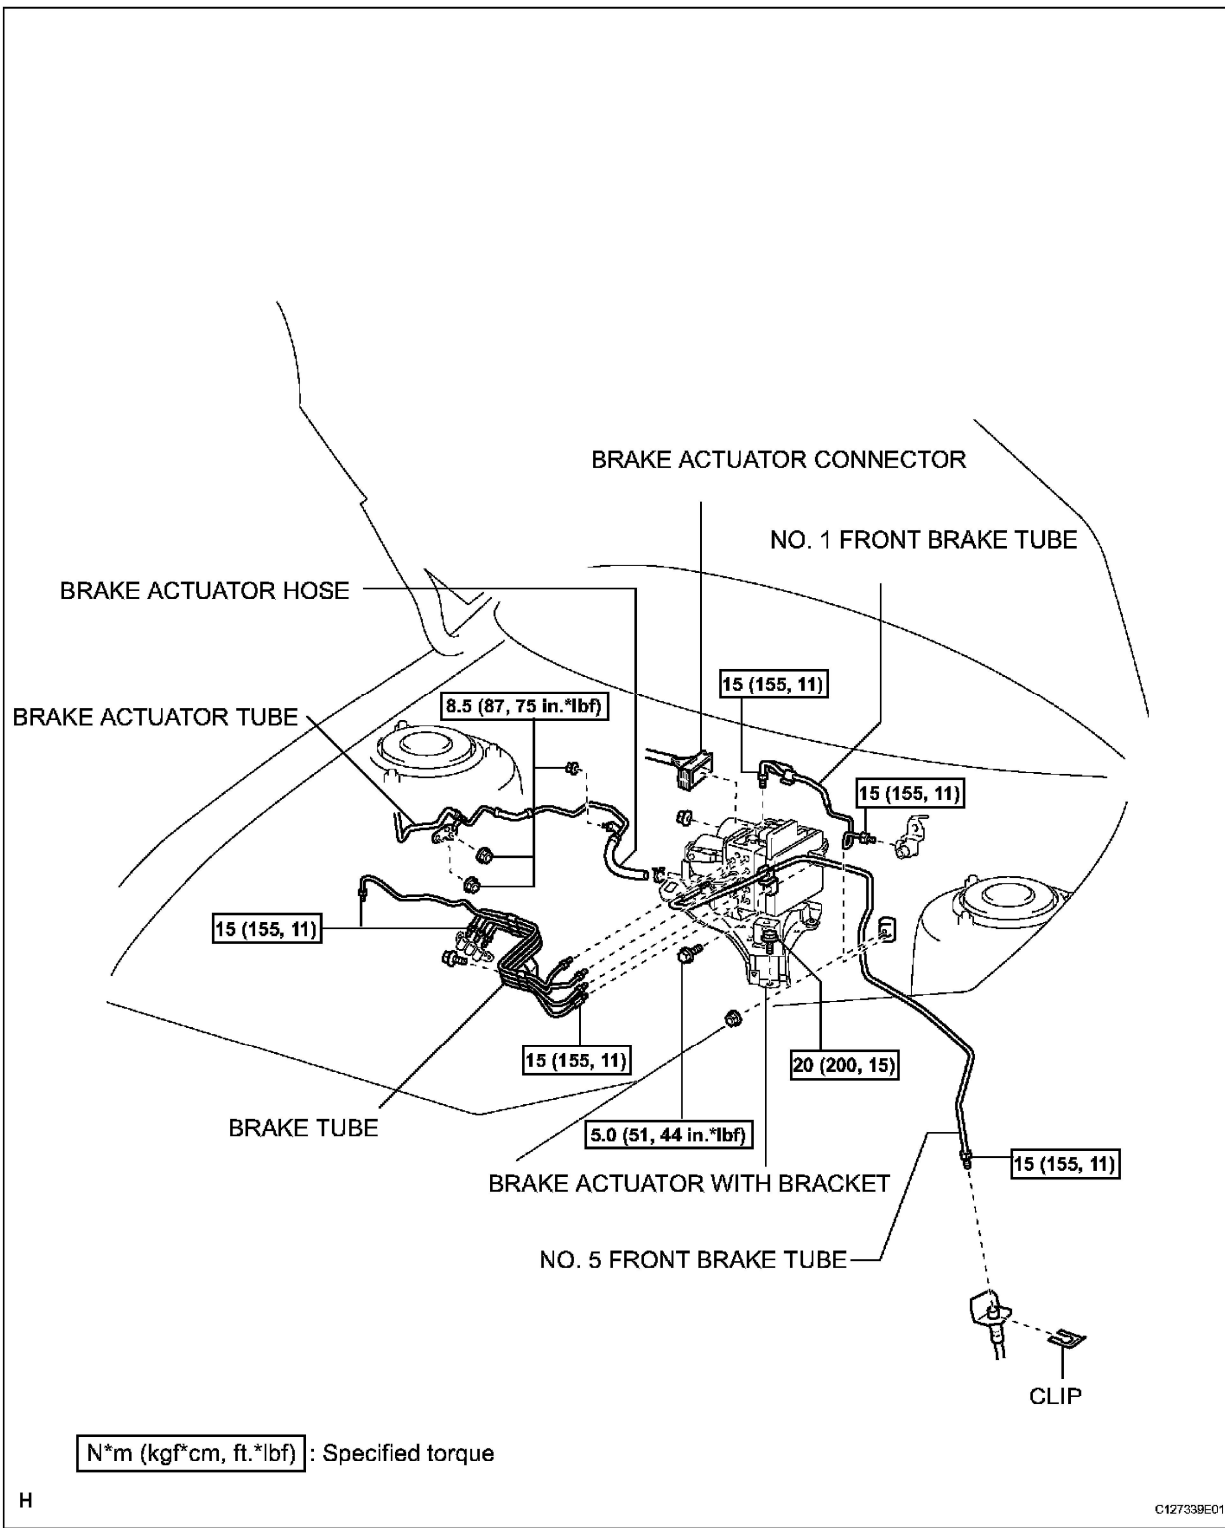 BRAKE ACTUATOR CONNECTOR
NO. 1 FRONT BRAKE TUBE
BRAKE ACTUATOR HOSE
15 (155, 11)
8.5 (87, 75 in.*lbf)
BRAKE ACTUATOR TUBE
15 (155, 11)
15 (155, 11)
15 (155, 11)
20 (200, 15)
BRAKE TUBE
5.0 (51, 44 in.*lbf)
15 (155, 11)
BRAKE ACTUATOR WITH BRACKET
NO. 5 FRONT BRAKE TUBE
CLIP
N*m (kgf*cm, ft.*lbf) : Specified torque
H
C127339E01